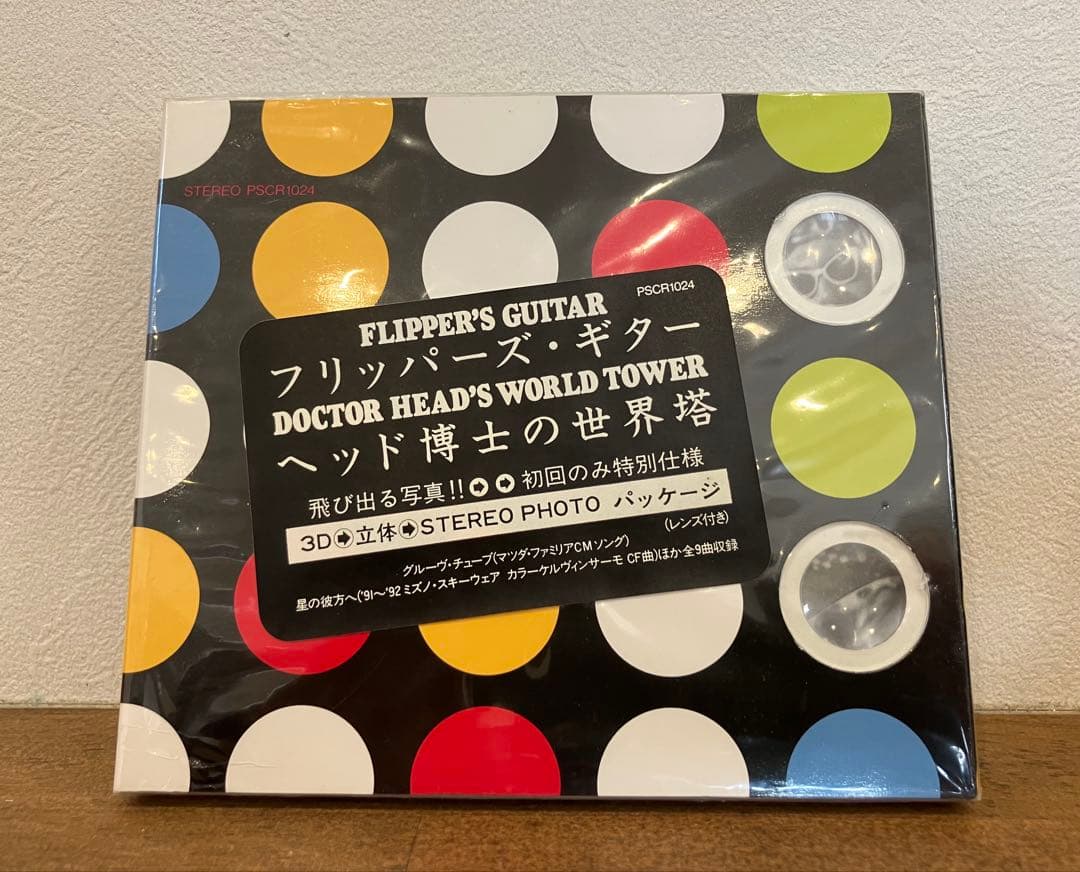 STEREO PSCR1024
PSCR1024
FLIPPER'S GUITAR
フリッパーズ・ギター
DOCTOR HEAD'S WORLD TOWER
ヘッド博士の世界塔
飛び出る写真!!➲➲初回のみ特別仕様
3D➲立体➡STEREO PHOTO パッケージ
(レンズ付き)
グルーヴ・チューブ(マツダ・ファミリアCMソング)
星の彼方へ('91〜'92ミズノ・スキーウェア カラーケルヴィンサーモ CF曲)ほか全9曲収録